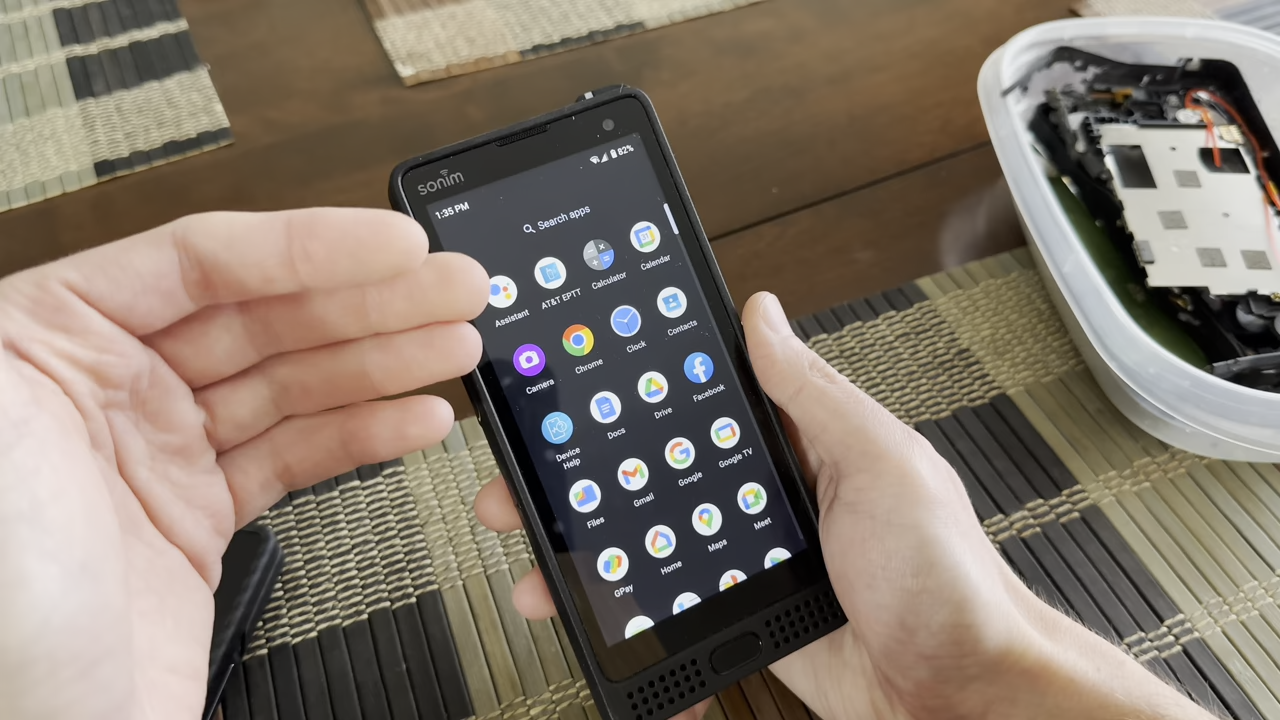 sonim
1:35 PM
82%
Search apps
Assistant
AT&T EPTT
Calculator
Calendar
Camera
Chrome
Clock
Contacts
Device
Help
Docs
Drive
Facebook
Files
Gmail
Google
Google TV
GPay
Home
Maps
Meet